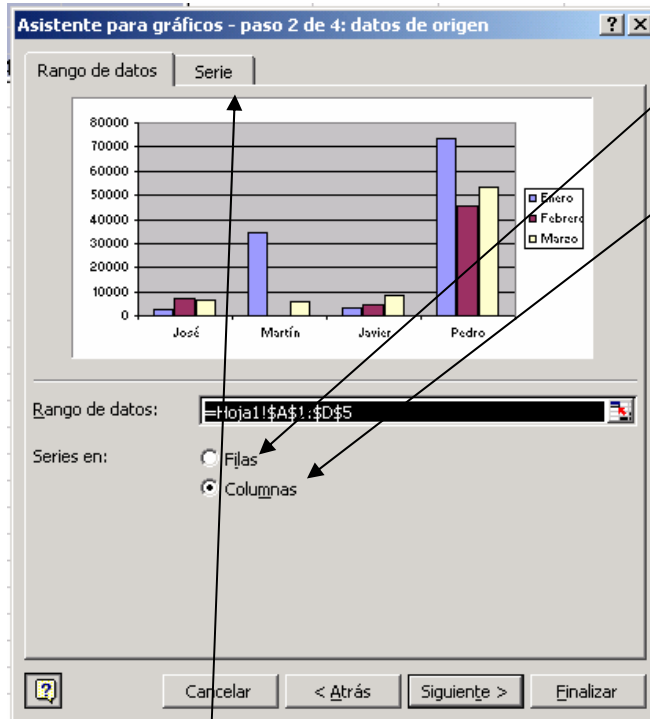 Asistente para gráficos - paso 2 de 4: datos de origen
Rango de datos
Serie
80000
70000
60000
50000
40000
30000
20000
10000
0
José
Martín
Javier
Pedro
Enero
Febrero
Marzo
Rango de datos:
=Hoja1!$A$1:$D$5
Series en:
Filas
Columnas
Cancelar
< Atrás
Siguiente >
Finalizar